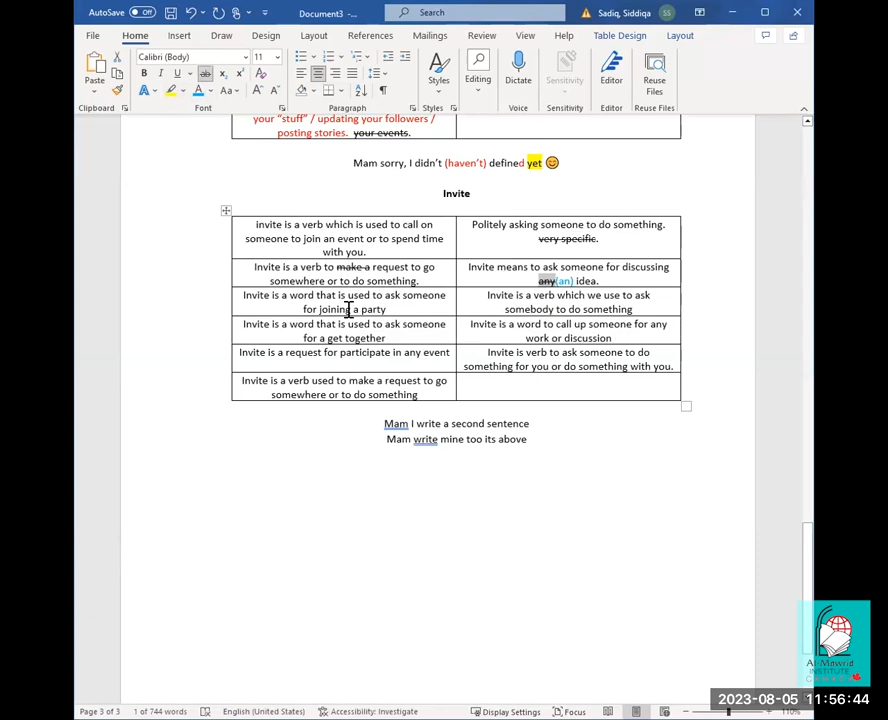 AutoSave Off Document3 -... Search Sadiq, Siddiqa SS
File Home Insert Draw Design Layout References Mailings Review View Help Table Design Layout
Calibri (Body) 11
Paste Styles Editing Dictate Sensitivity Editor Reuse Files
Clipboard Font Paragraph Styles Voice Sensitivity Editor Reuse Files
your “stuff” / updating your followers /
posting stories. your events.
Mam sorry, I didn’t (haven’t) defined yet 😊
Invite
invite is a verb which is used to call on
someone to join an event or to spend time
with you.
Politely asking someone to do something.
very specific.
Invite is a verb to make a request to go
somewhere or to do something.
Invite means to ask someone for discussing
any(an) idea.
Invite is a word that is used to ask someone
for joining a party
Invite is a verb which we use to ask
somebody to do something
Invite is a word that is used to ask someone
for a get together
Invite is a word to call up someone for any
work or discussion
Invite is a request for participate in any event
Invite is verb to ask someone to do
something for you or do something with you.
Invite is a verb used to make a request to go
somewhere or to do something
Mam I write a second sentence
Mam write mine too its above
Al-Mawrid
INSTITUTE
CANADA
Page 3 of 3 1 of 744 words English (United States) Accessibility: Investigate Display Settings Focus 110%
2023-08-05 11:56:44